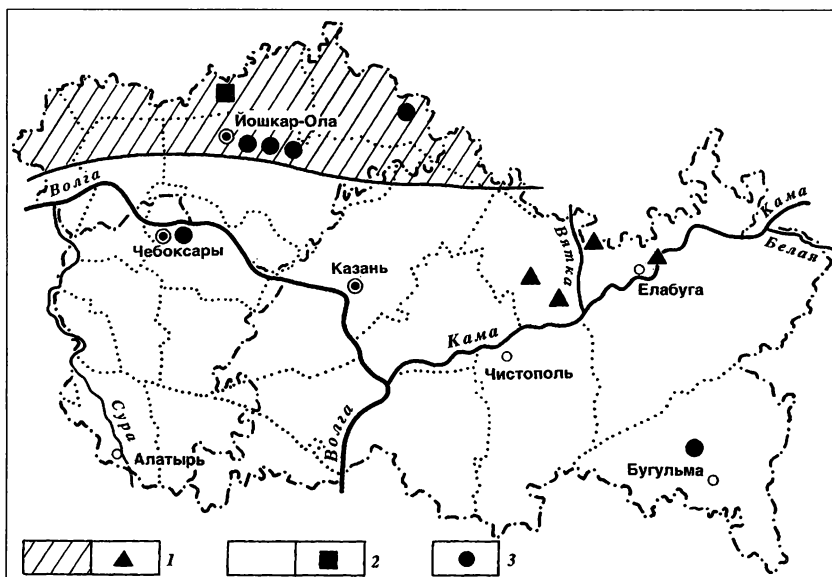 Йошкар-Ола
Волга
Кама
Белая
Вятка
Чебоксары
Казань
Елабуга
Кама
Чистополь
Сура
Волга
Алатырь
Бугульма
1
2
3